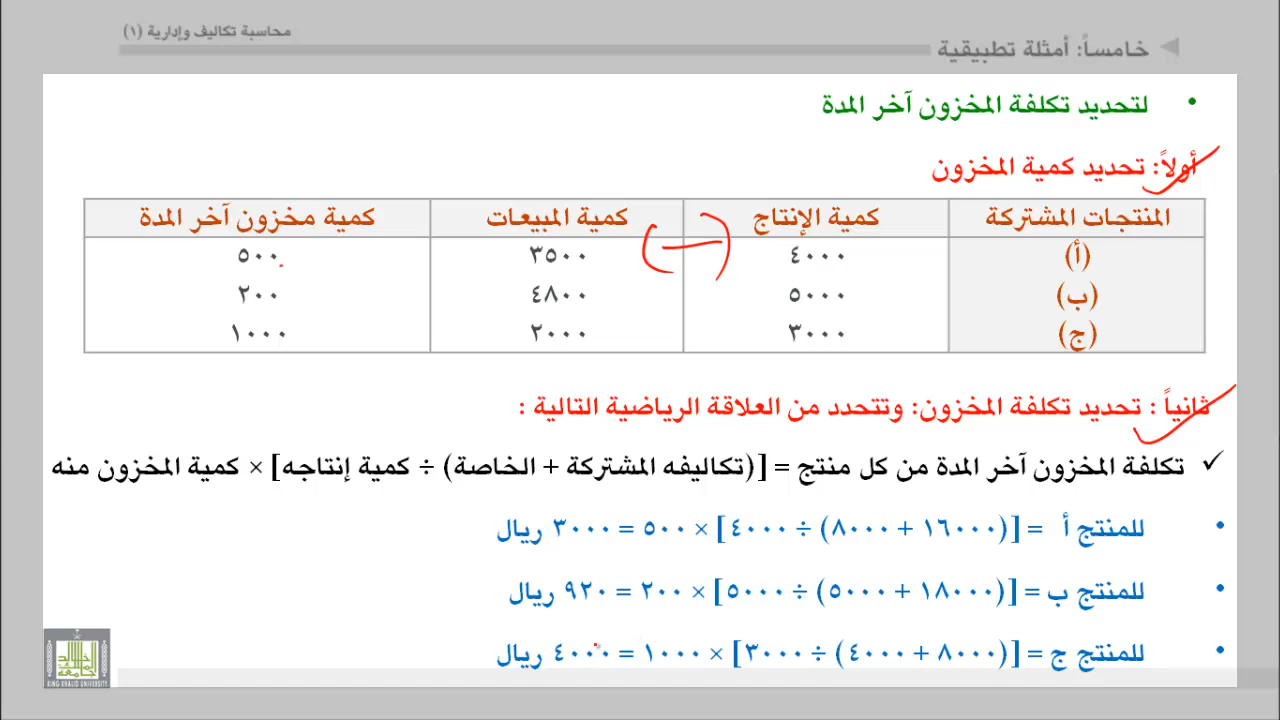 محاسبة تكاليف وإدارية (١)
خامساً: أمثلة تطبيقية
• لتحديد تكلفة المخزون آخر المدة
أولاً: تحديد كمية المخزون
المنتجات المشتركة كمية الإنتاج كمية المبيعات كمية مخزون آخر المدة
(أ) ٤٠٠٠ ٣٥٠٠ ٥٠٠
(ب) ٥٠٠٠ ٤٨٠٠ ٢٠٠
(ج) ٣٠٠٠ ٢٠٠٠ ١٠٠٠
ثانياً : تحديد تكلفة المخزون: وتتحدد من العلاقة الرياضية التالية :
✓ تكلفة المخزون آخر المدة من كل منتج = [(تكاليفه المشتركة + الخاصة) ÷ كمية إنتاجه] × كمية المخزون منه
• للمنتج أ = [(١٦٠٠٠ + ٨٠٠٠) ÷ ٤٠٠٠] × ٥٠٠ = ٣٠٠٠ ريال
• للمنتج ب = [(١٨٠٠٠ + ٥٠٠٠) ÷ ٥٠٠٠] × ٢٠٠ = ٩٢٠ ريال
• للمنتج ج = [(٨٠٠٠ + ٤٠٠٠) ÷ ٣٠٠٠] × ١٠٠٠ = ٤٠٠٠ ريال
KING KHALID UNIVERSITY